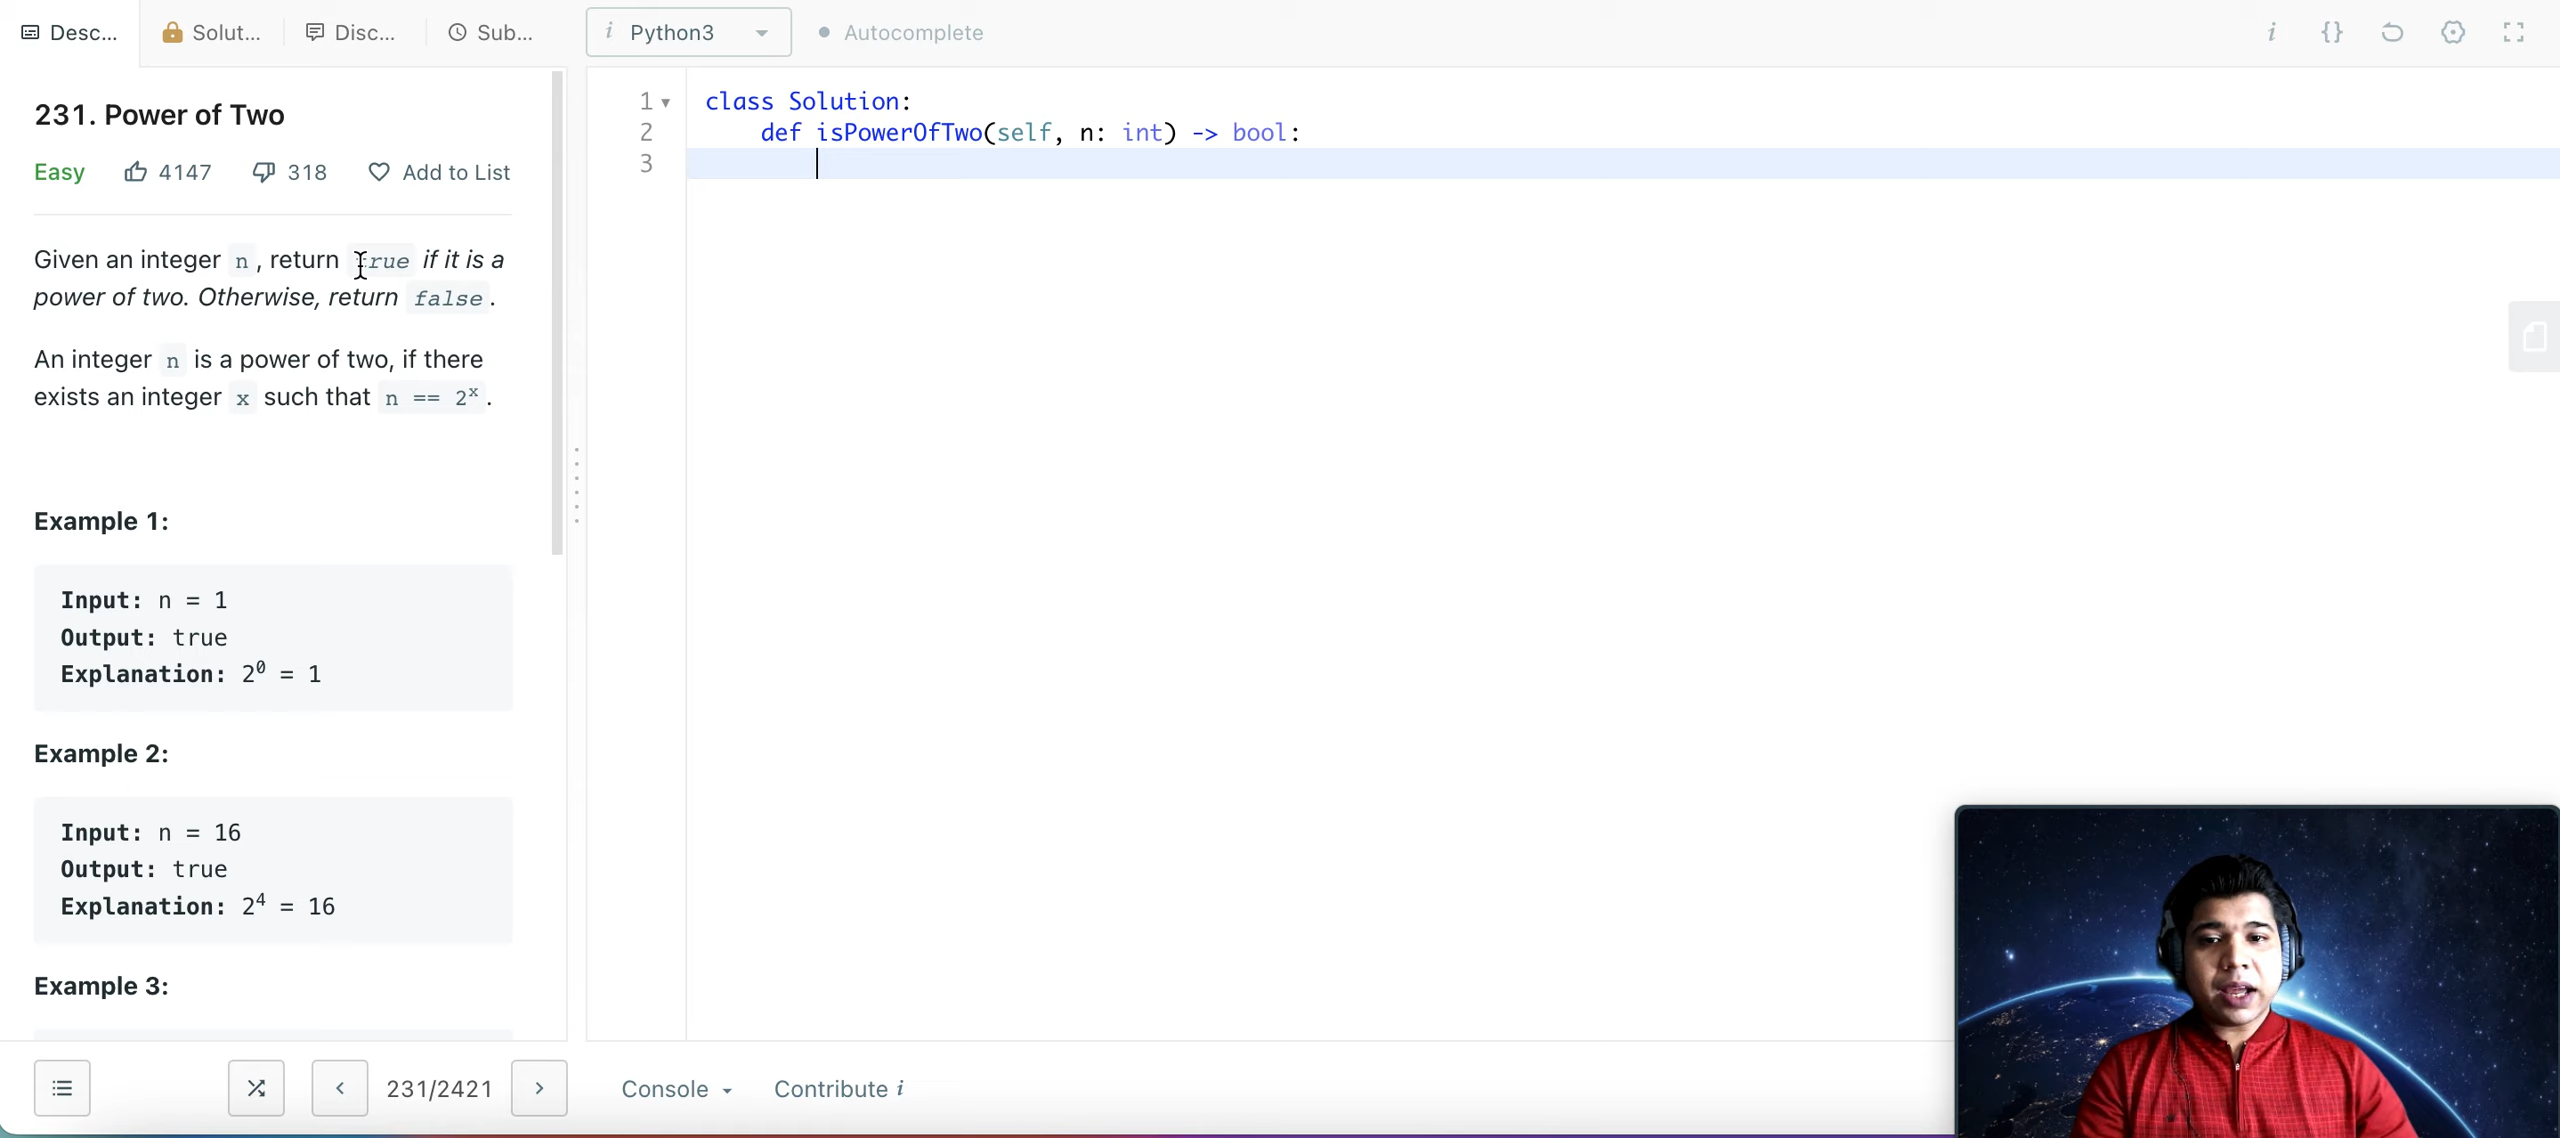 Desc...
Solut...
Disc...
Sub...
i Python3
Autocomplete
i {}
231. Power of Two
Easy 4147 318 Add to List
Given an integer n, return true if it is a
power of two. Otherwise, return false.
An integer n is a power of two, if there
exists an integer x such that n == 2ˣ.
Example 1:
Input: n = 1
Output: true
Explanation: 2⁰ = 1
Example 2:
Input: n = 16
Output: true
Explanation: 2⁴ = 16
Example 3:
231/2421
1 class Solution:
2 def isPowerOfTwo(self, n: int) -> bool:
3
Console
Contribute i